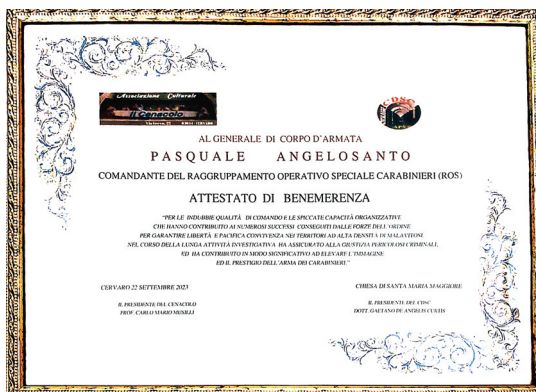 Associazione Culturale
Il Cenacolo
CDSC
AL GENERALE DI CORPO D'ARMATA
PASQUALE ANGELOSANTO
COMANDANTE DEL RAGGRUPPAMENTO OPERATIVO SPECIALE CARABINIERI (ROS)
ATTESTATO DI BENEMERENZA
"PER LE INDUBBIE QUALITÀ DI COMANDO E LE SPICCATE CAPACITÀ ORGANIZZATIVE
CHE HANNO CONTRIBUITO AI NUMEROSI SUCCESSI CONSEGUITI DALLE FORZE DELL'ORDINE
PER GARANTIRE LIBERTÀ E PACIFICA CONVIVENZA NEI TERRITORI AD ALTA DENSITÀ DI MALAVITOSI.
NEL CORSO DELLA LUNGA ATTIVITÀ INVESTIGATIVA HA ASSICURATO ALLA GIUSTIZIA PERICOLOSI CRIMINALI,
ED HA CONTRIBUITO IN MODO SIGNIFICATIVO AD ELEVARE L'IMMAGINE
ED IL PRESTIGIO DELL'ARMA DEI CARABINIERI."
CERVARO 22 SETTEMBRE 2023
CHIESA DI SANTA MARIA MAGGIORE
IL PRESIDENTE DEL CENACOLO
PROF. CARLO MARIO MUSILLI
IL PRESIDENTE DEL CDSC
DOTT. GAETANO DE ANGELIS CURTIS